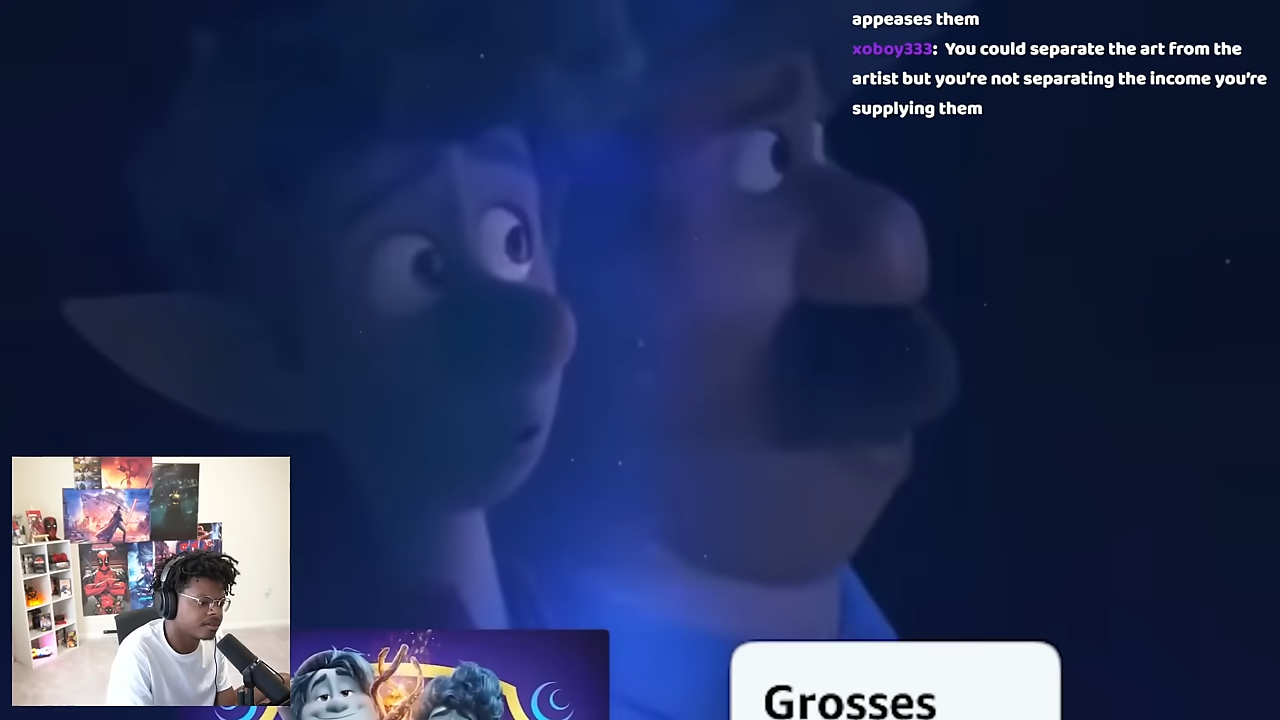 appeases them
xoboy333: You could separate the art from the
artist but you're not separating the income you're
supplying them
Grosses